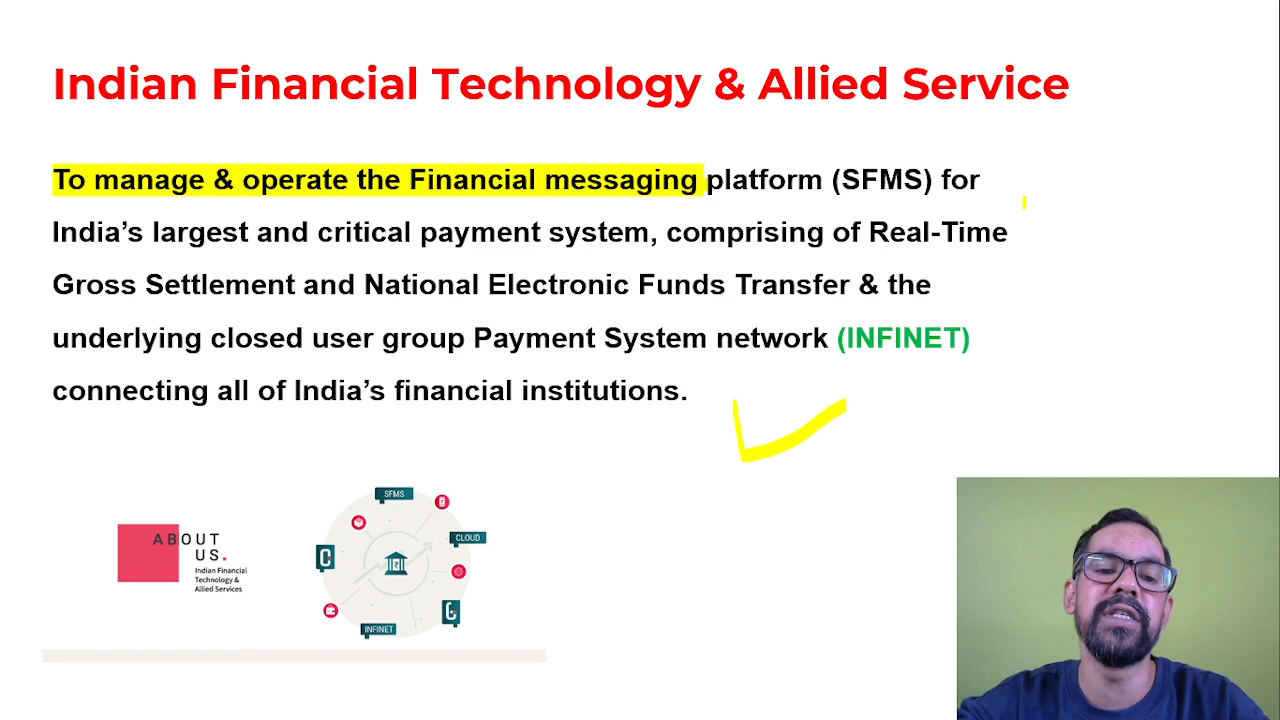 Indian Financial Technology & Allied Service
To manage & operate the Financial messaging platform (SFMS) for
India’s largest and critical payment system, comprising of Real-Time
Gross Settlement and National Electronic Funds Transfer & the
underlying closed user group Payment System network (INFINET)
connecting all of India’s financial institutions.
ABOUT
US.
Indian Financial
Technology &
Allied Services
SFMS
CLOUD
INFINET